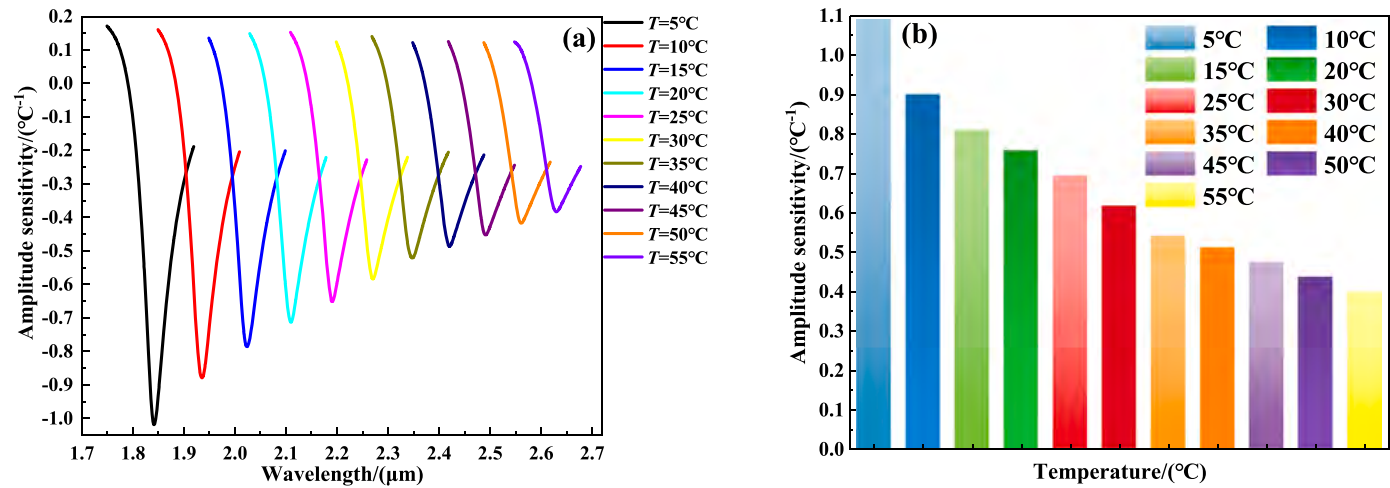 (a)
Amplitude sensitivity/(℃⁻¹)
0.2
0.1
0.0
-0.1
-0.2
-0.3
-0.4
-0.5
-0.6
-0.7
-0.8
-0.9
-1.0
1.7 1.8 1.9 2.0 2.1 2.2 2.3 2.4 2.5 2.6 2.7
Wavelength/(μm)
T=5℃
T=10℃
T=15℃
T=20℃
T=25℃
T=30℃
T=35℃
T=40℃
T=45℃
T=50℃
T=55℃
(b)
Amplitude sensitivity/(℃⁻¹)
1.1
1.0
0.9
0.8
0.7
0.6
0.5
0.4
0.3
0.2
0.1
0.0
5℃ 10℃
15℃ 20℃
25℃ 30℃
35℃ 40℃
45℃ 50℃
55℃
Temperature/(℃)